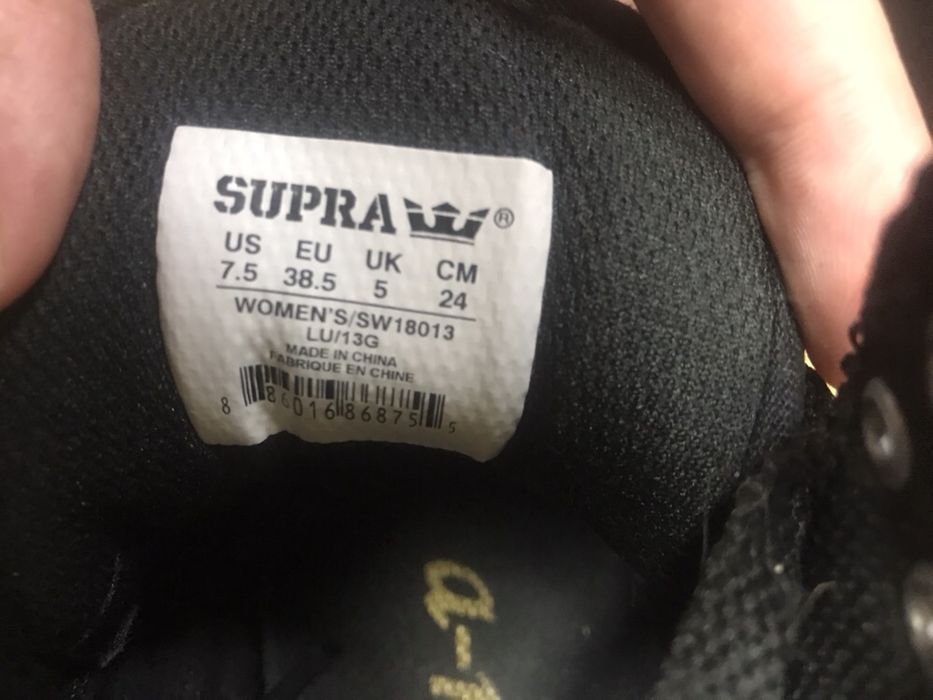 SUPRA ®
US EU UK CM
7.5 38.5 5 24
WOMEN'S/SW18013
LU/13G
MADE IN CHINA
FABRIQUE EN CHINE
8 86016 86875 5